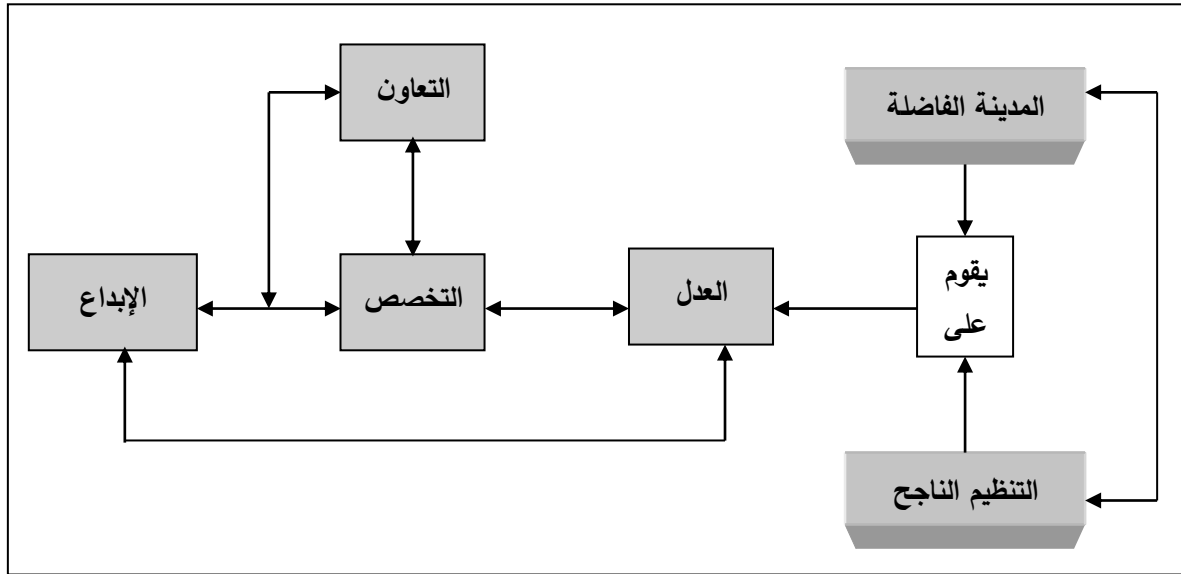 المدينة الفاضلة
التعاون
يقوم
على
العدل
التخصص
الإبداع
التنظيم الناجح